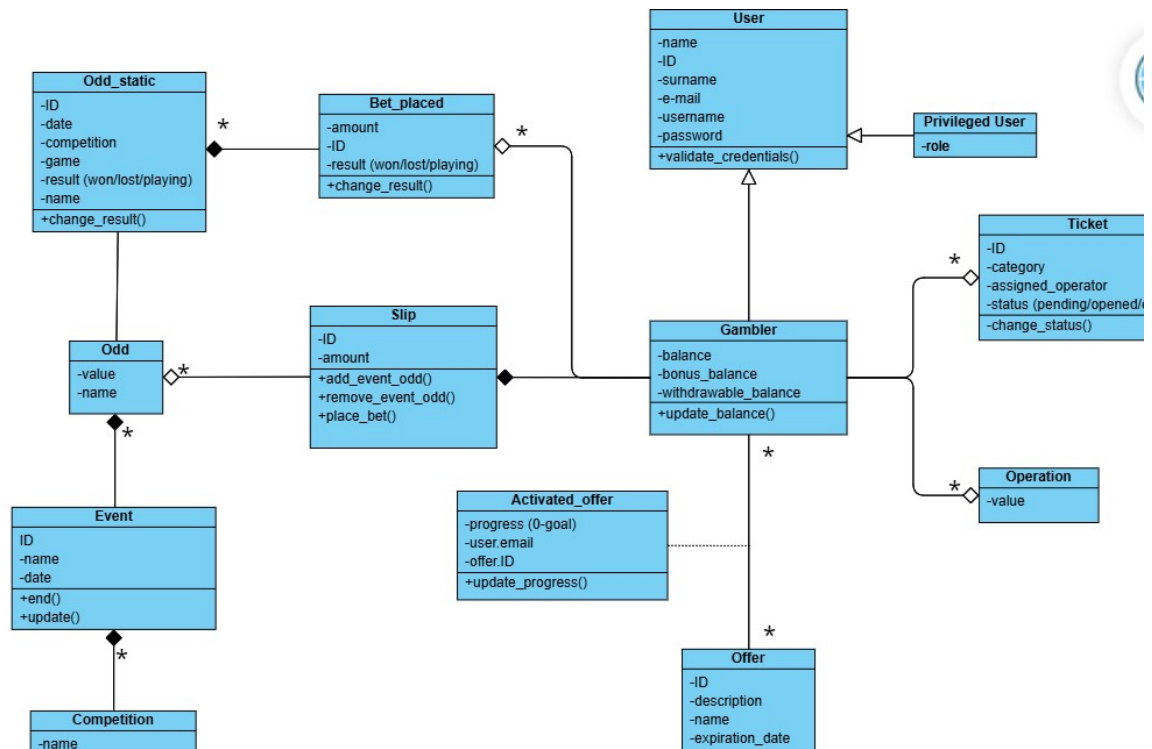 User
-name
-ID
-surname
-e-mail
-username
-password
+validate_credentials()
Privileged User
-role
Odd_static
-ID
-date
-competition
-game
-result (won/lost/playing)
-name
+change_result()
*
Bet_placed
-amount
-ID
-result (won/lost/playing)
+change_result()
*
Ticket
-ID
-category
-assigned_operator
-status (pending/opened/
-change_status()
*
Slip
-ID
-amount
+add_event_odd()
+remove_event_odd()
+place_bet()
Gambler
-balance
-bonus_balance
-withdrawable_balance
+update_balance()
*
Odd
-value
-name
*
*
Operation
-value
*
Activated_offer
-progress (0-goal)
-user.email
-offer.ID
+update_progress()
Event
ID
-name
-date
+end()
+update()
*
*
Offer
-ID
-description
-name
-expiration_date
Competition
-name